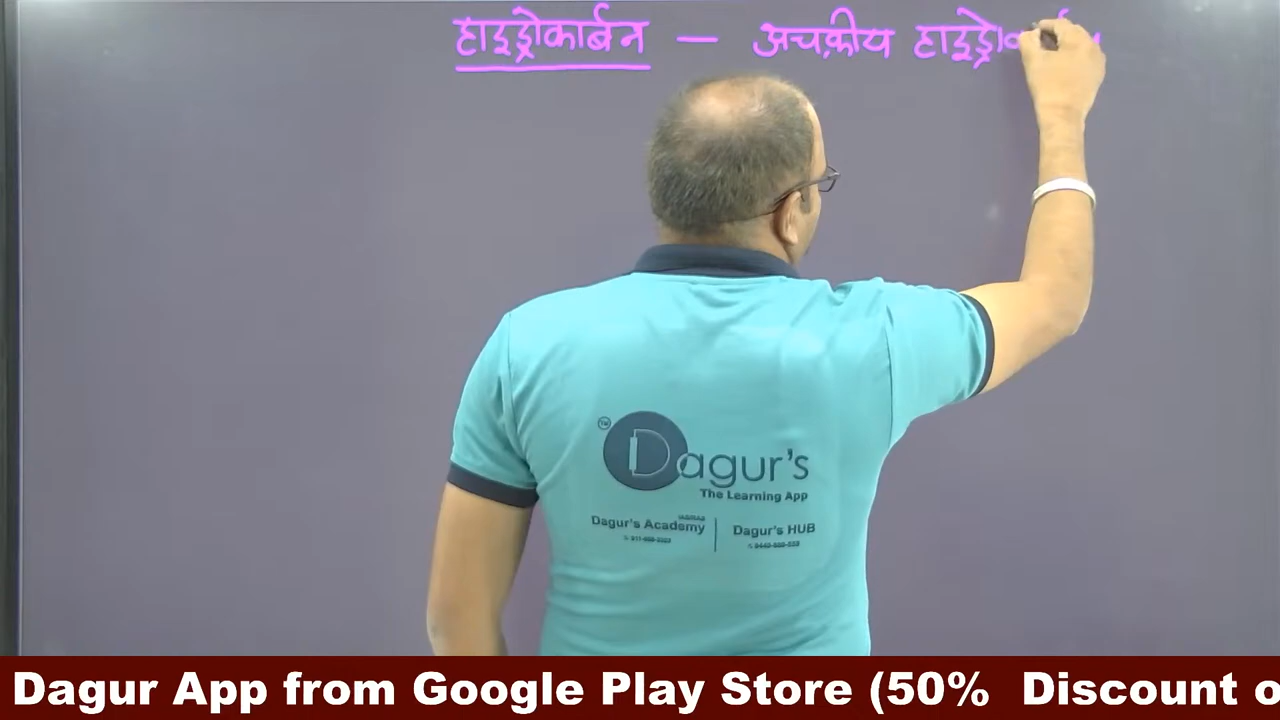 हाइड्रोकार्बन — अचक्रीय
TM
Dagur's
The Learning App
Dagur's Academy
Dagur's HUB
Dagur App from Google Play Store (50% Discount